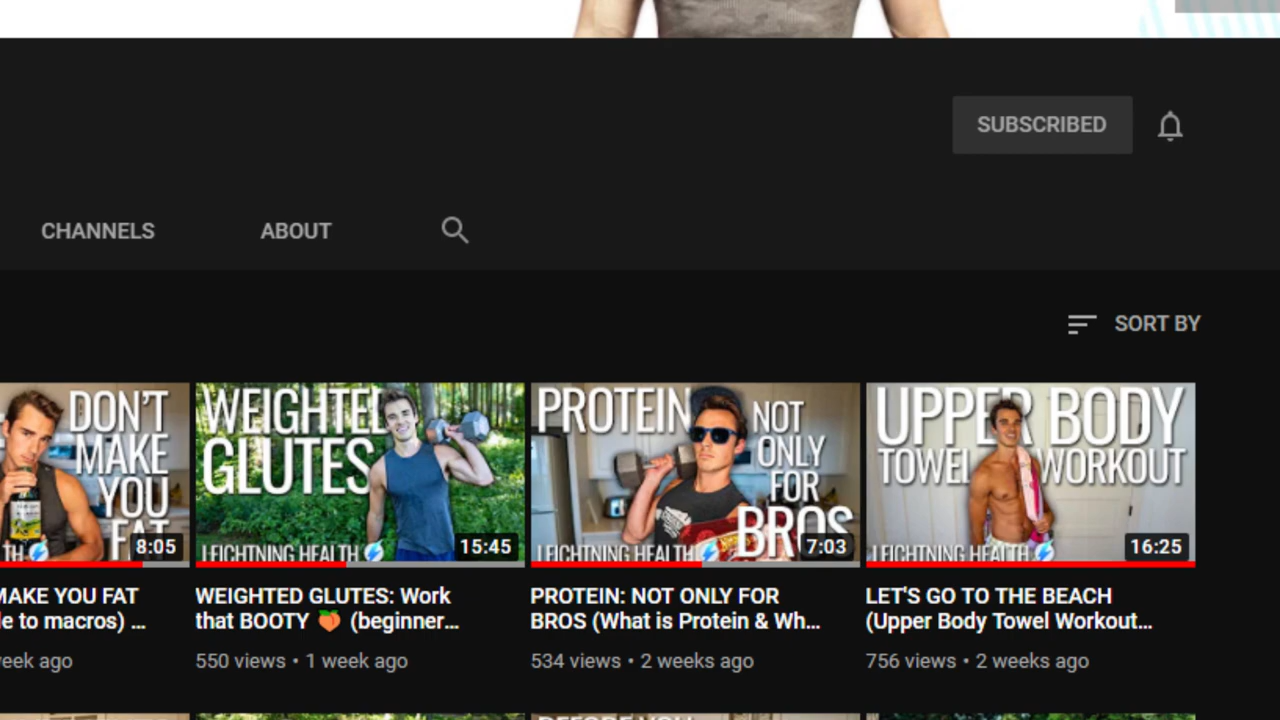 SUBSCRIBED
CHANNELS
ABOUT
SORT BY
DON'T
MAKE
YOU
FAT
8:05
WEIGHTED
GLUTES
LEICHTNING HEALTH
15:45
PROTEIN
NOT
ONLY
FOR
BROS
LEICHTNING HEALTH
7:03
UPPER BODY
TOWEL WORKOUT
LEICHTNING HEALTH
16:25
MAKE YOU FAT
to macros) ...
WEIGHTED GLUTES: Work
that BOOTY 🍑 (beginner...
PROTEIN: NOT ONLY FOR
BROS (What is Protein & Wh...
LET'S GO TO THE BEACH
(Upper Body Towel Workout...
eek ago
550 views • 1 week ago
534 views • 2 weeks ago
756 views • 2 weeks ago